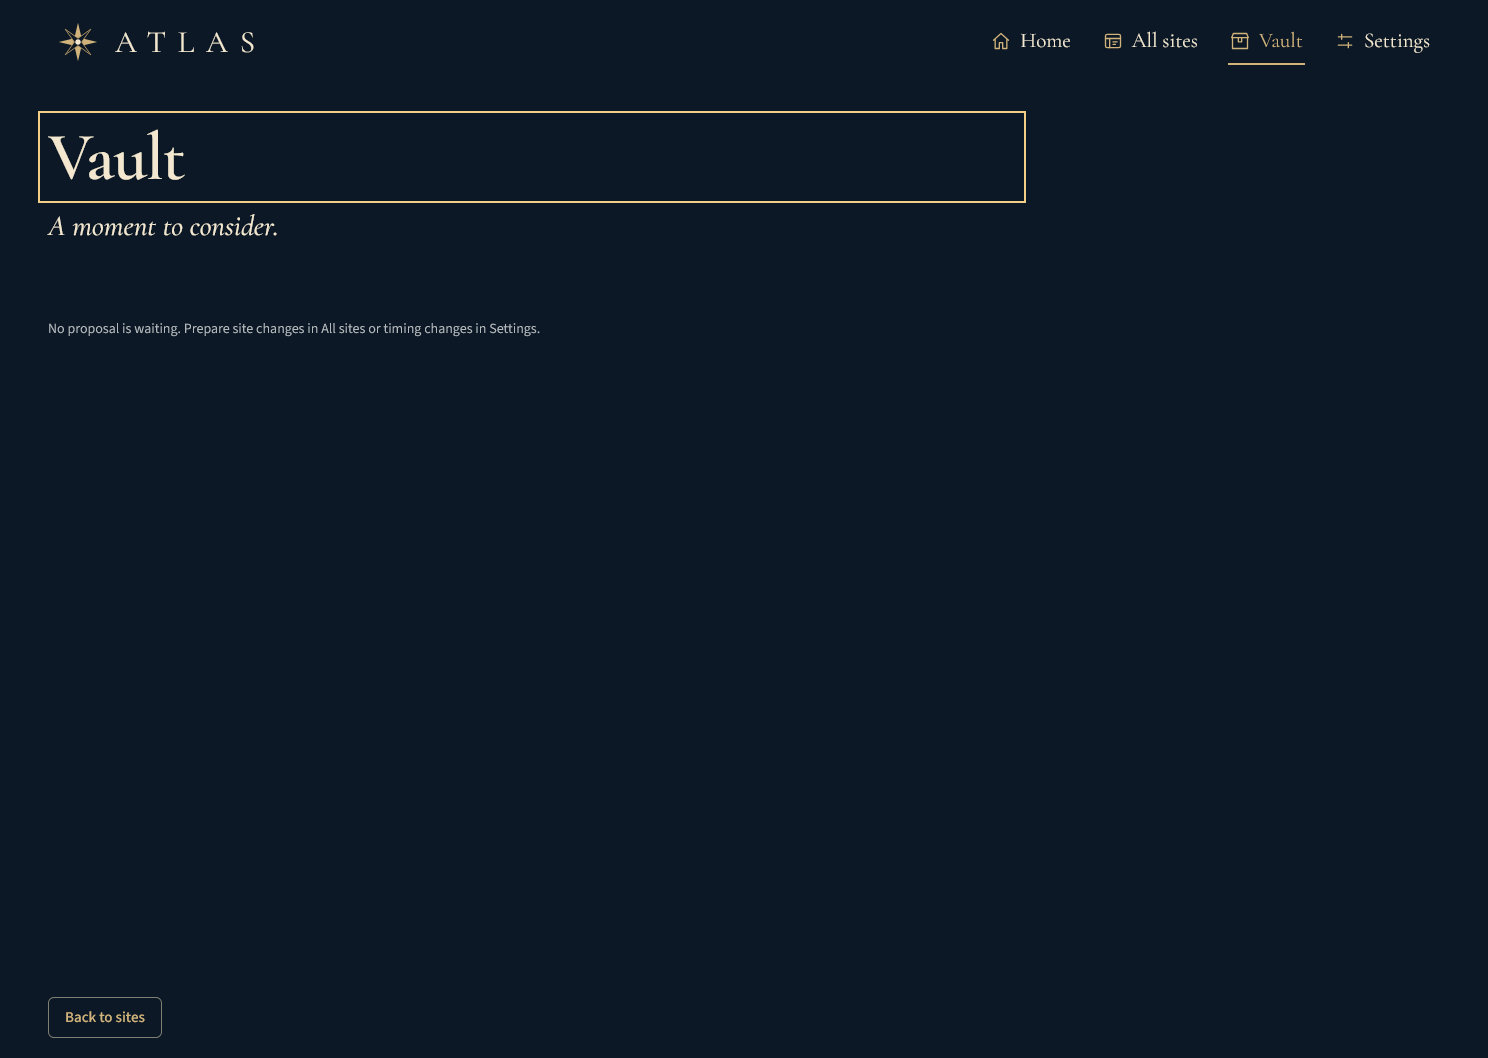 ATLAS
Home
All sites
Vault
Settings
Vault
A moment to consider.
No proposal is waiting. Prepare site changes in All sites or timing changes in Settings.
Back to sites